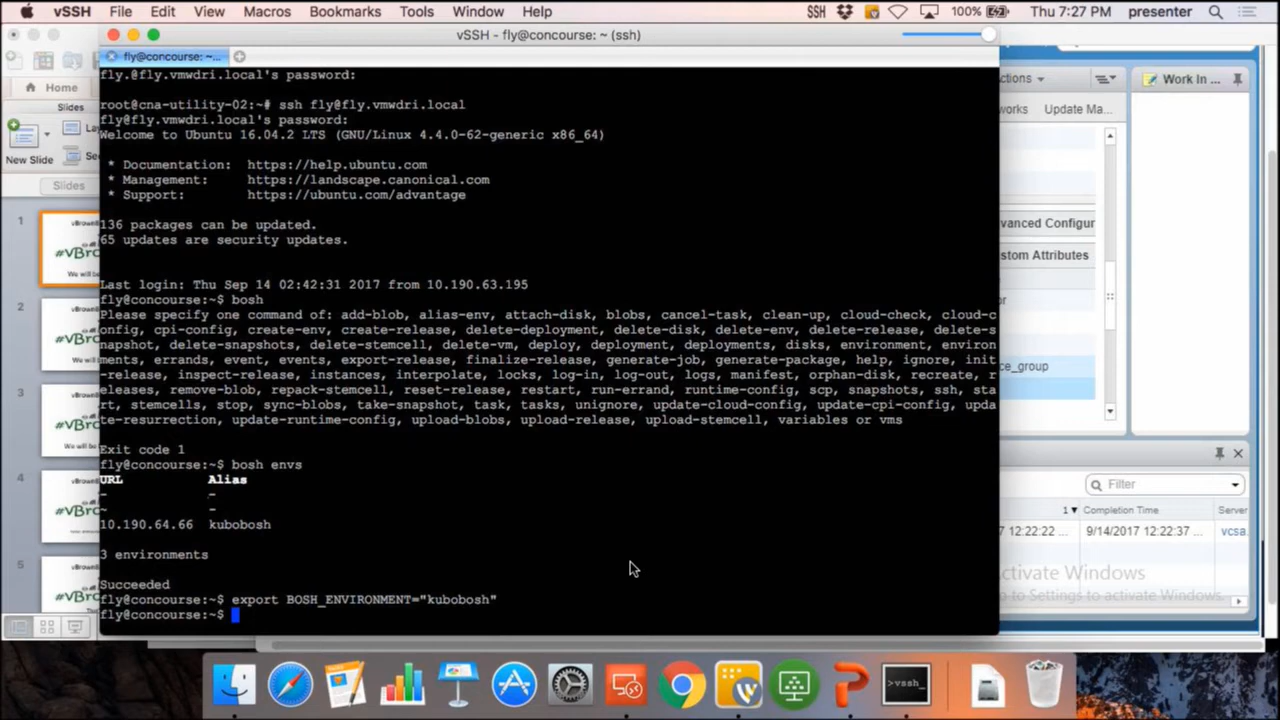 vSSH File Edit View Macros Bookmarks Tools Window Help SSH 100% Thu 7:27 PM presenter
vSSH - fly@concourse: ~ (ssh)
fly@concourse: ~...
Home
Slides
New Slide
Slides
1
2
3
4
5
fly.@fly.vmwdri.local's password:
root@cna-utility-02:~# ssh fly@fly.vmwdri.local
fly@fly.vmwdri.local's password:
Welcome to Ubuntu 16.04.2 LTS (GNU/Linux 4.4.0-62-generic x86_64)
* Documentation: https://help.ubuntu.com
* Management: https://landscape.canonical.com
* Support: https://ubuntu.com/advantage
136 packages can be updated.
65 updates are security updates.
Last login: Thu Sep 14 02:42:31 2017 from 10.190.63.195
fly@concourse:~$ bosh
Please specify one command of: add-blob, alias-env, attach-disk, blobs, cancel-task, clean-up, cloud-check, cloud-c
onfig, cpi-config, create-env, create-release, delete-deployment, delete-disk, delete-env, delete-release, delete-s
napshot, delete-snapshots, delete-stemcell, delete-vm, deploy, deployment, deployments, disks, environment, environ
ments, errands, event, events, export-release, finalize-release, generate-job, generate-package, help, ignore, init
-release, inspect-release, instances, interpolate, locks, log-in, log-out, logs, manifest, orphan-disk, recreate, r
eleases, remove-blob, repack-stemcell, reset-release, restart, run-errand, runtime-config, scp, snapshots, ssh, sta
rt, stemcells, stop, sync-blobs, take-snapshot, task, tasks, unignore, update-cloud-config, update-cpi-config, upda
te-resurrection, update-runtime-config, upload-blobs, upload-release, upload-stemcell, variables or vms
Exit code 1
fly@concourse:~$ bosh envs
URL Alias
~ -
~ -
10.190.64.66 kubobosh
3 environments
Succeeded
fly@concourse:~$ export BOSH_ENVIRONMENT="kubobosh"
fly@concourse:~$
ctions
Work In ...
works Update Ma...
vanced Configur
stom Attributes
or
ce_group
Filter
1 Completion Time Server
12:22:22 9/14/2017 12:22:37 vcsa.
ctivate Windows
o to Settings to activate Windows.
>vssh_